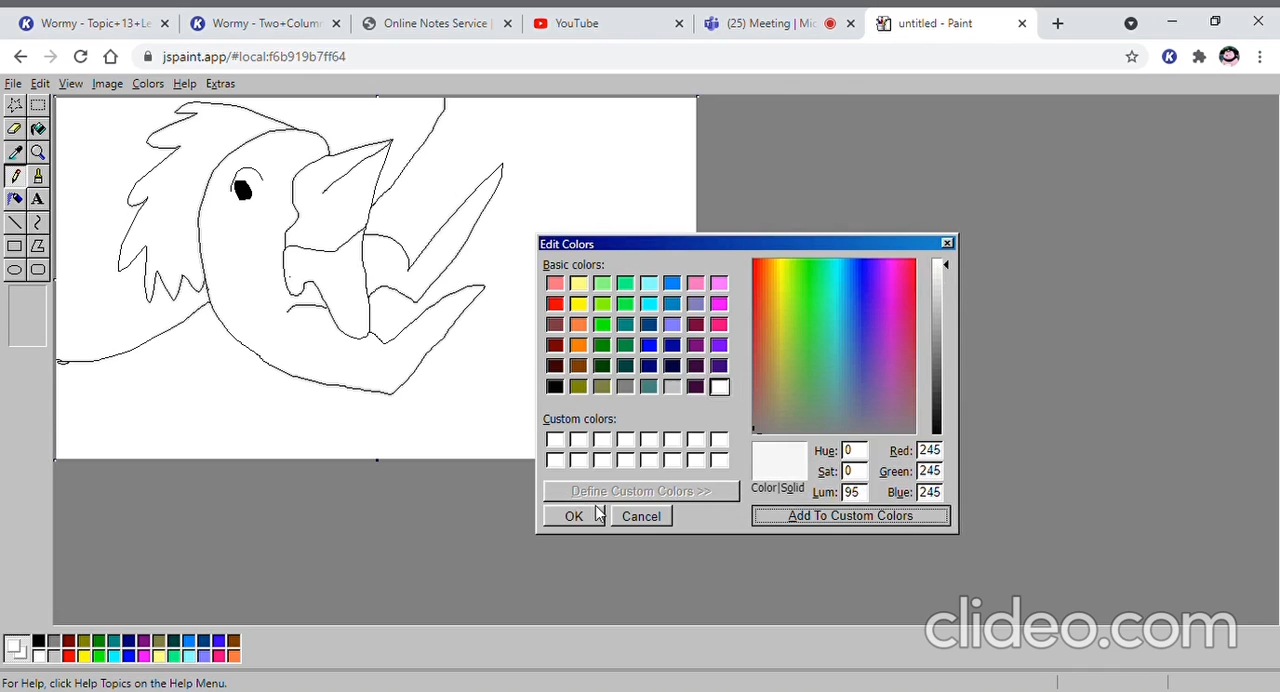 Wormy - Topic+13+Le
Wormy - Two+Column
Online Notes Service |
YouTube
(25) Meeting | Mic
untitled - Paint
jspaint.app/#local:f6b919b7ff64
File Edit View Image Colors Help Extras
A
Edit Colors
Basic colors:
Custom colors:
Define Custom Colors >>
OK Cancel
Color|Solid
Hue: 0 Red: 245
Sat: 0 Green: 245
Lum: 95 Blue: 245
Add To Custom Colors
clideo.com
For Help, click Help Topics on the Help Menu.